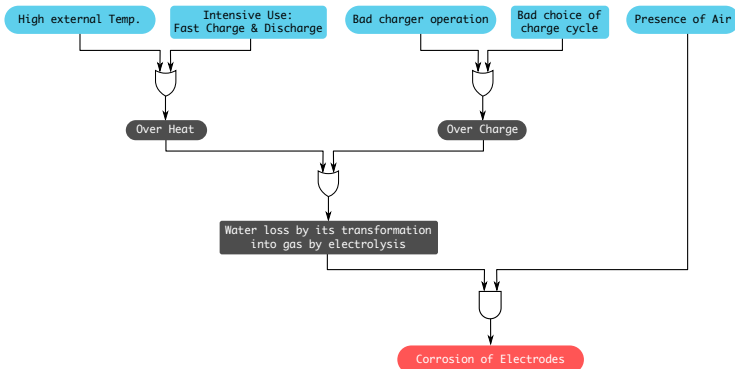 High external Temp.
Intensive Use:
Fast Charge & Discharge
Bad charger operation
Bad choice of
charge cycle
Presence of Air
Over Heat
Over Charge
Water loss by its transformation
into gas by electrolysis
Corrosion of Electrodes